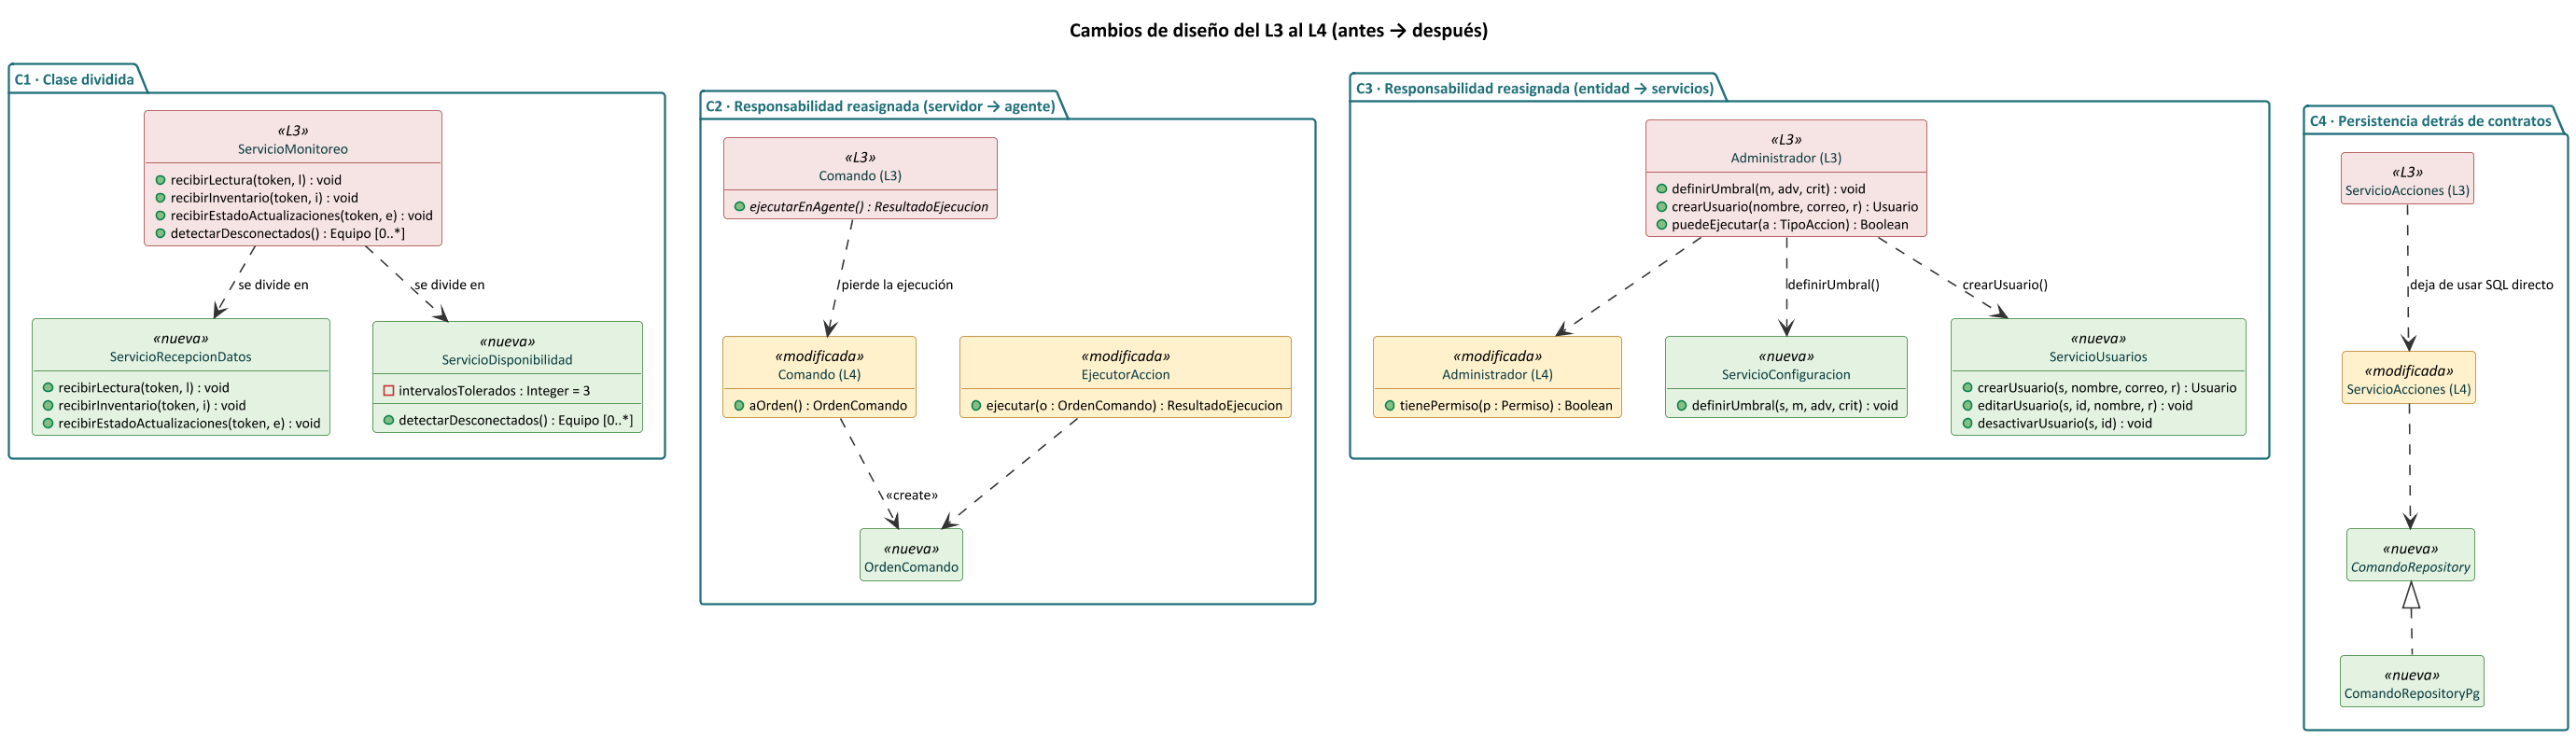 Cambios de diseño del L3 al L4 (antes → después)
C1 · Clase dividida
«L3»
ServicioMonitoreo
recibirLectura(token, l) : void
recibirInventario(token, i) : void
recibirEstadoActualizaciones(token, e) : void
detectarDesconectados() : Equipo [0..*]
se divide en
se divide en
«nueva»
ServicioRecepcionDatos
recibirLectura(token, l) : void
recibirInventario(token, i) : void
recibirEstadoActualizaciones(token, e) : void
«nueva»
ServicioDisponibilidad
intervalosTolerados : Integer = 3
detectarDesconectados() : Equipo [0..*]
C2 · Responsabilidad reasignada (servidor → agente)
«L3»
Comando (L3)
ejecutarEnAgente() : ResultadoEjecucion
pierde la ejecución
«modificada»
Comando (L4)
aOrden() : OrdenComando
«modificada»
EjecutorAccion
ejecutar(o : OrdenComando) : ResultadoEjecucion
«create»
«nueva»
OrdenComando
C3 · Responsabilidad reasignada (entidad → servicios)
«L3»
Administrador (L3)
definirUmbral(m, adv, crit) : void
crearUsuario(nombre, correo, r) : Usuario
puedeEjecutar(a : TipoAccion) : Boolean
definirUmbral()
crearUsuario()
«modificada»
Administrador (L4)
tienePermiso(p : Permiso) : Boolean
«nueva»
ServicioConfiguracion
definirUmbral(s, m, adv, crit) : void
«nueva»
ServicioUsuarios
crearUsuario(s, nombre, correo, r) : Usuario
editarUsuario(s, id, nombre, r) : void
desactivarUsuario(s, id) : void
C4 · Persistencia detrás de contratos
«L3»
ServicioAcciones (L3)
deja de usar SQL directo
«modificada»
ServicioAcciones (L4)
«nueva»
ComandoRepository
«nueva»
ComandoRepositoryPg